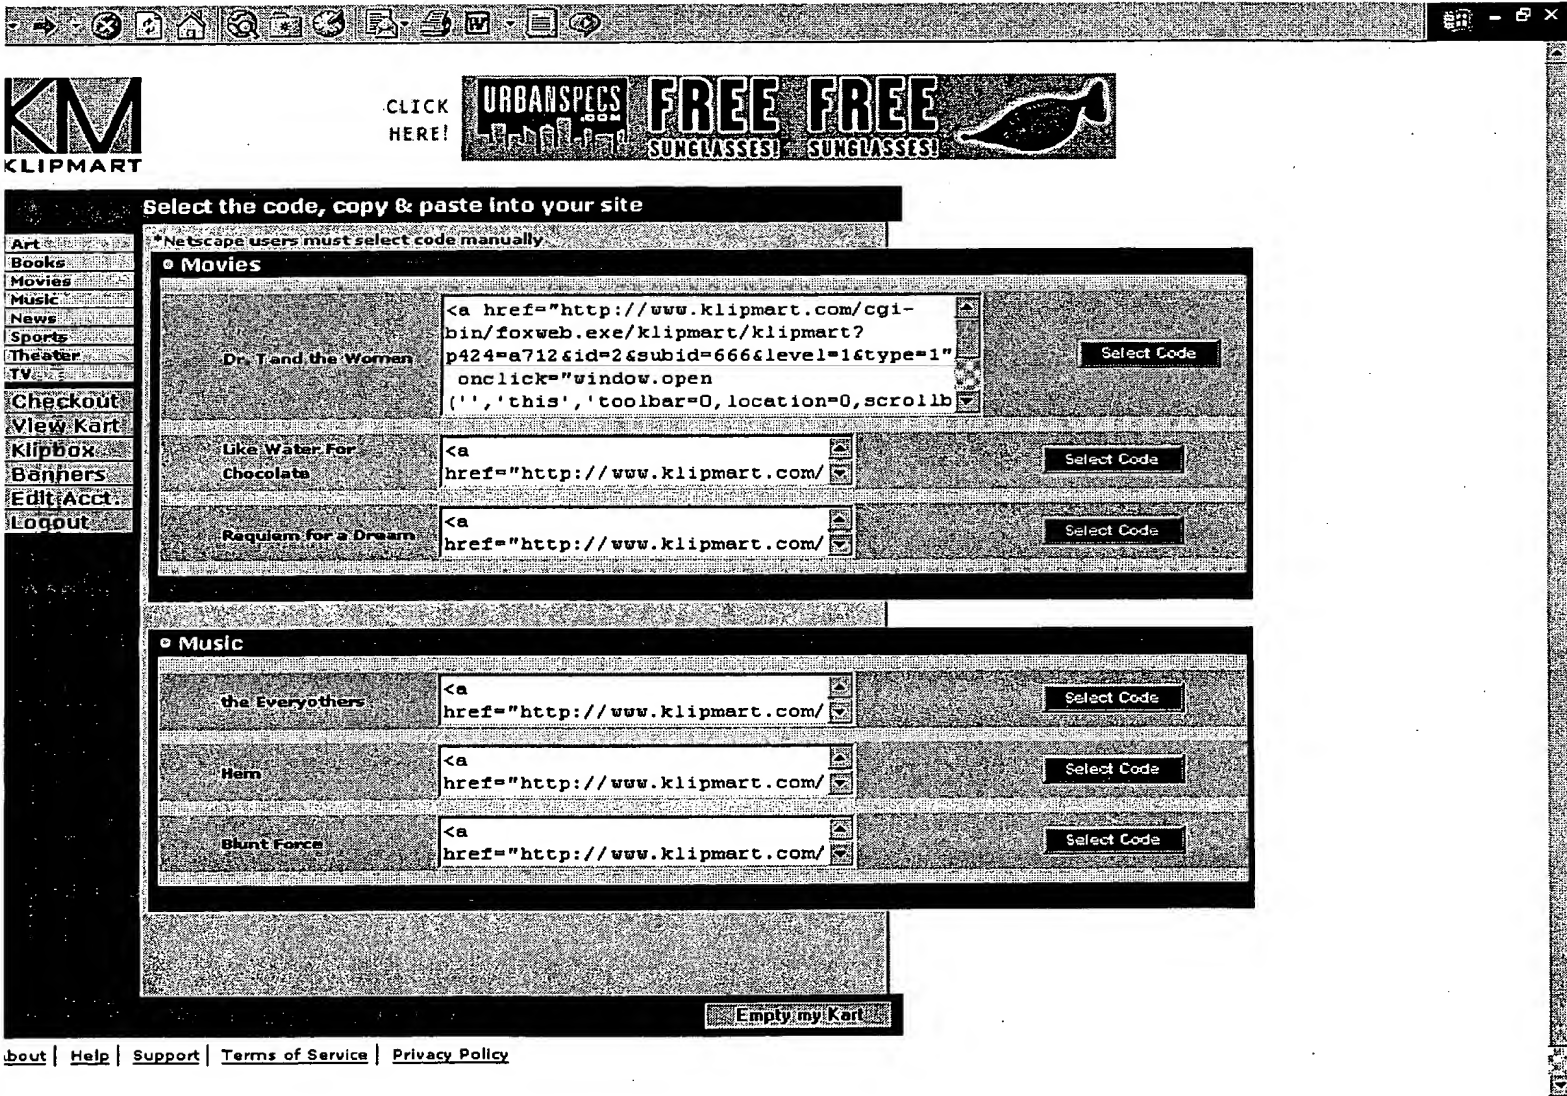 KM
KLIPMART
CLICK
HERE!
URBANSPECS
.COM
FREE FREE
SUNGLASSES! SUNGLASSES!
Select the code, copy & paste into your site
*Netscape users must select code manually
Art
Books
Movies
Music
News
Sports
Theater
TV
Checkout
View Kart
Klipbox
Banners
Edit Acct.
Logout
Movies
Dr. T and the Women
<a href="http://www.klipmart.com/cgi-
bin/foxweb.exe/klipmart/klipmart?
p424=a712&id=2&subid=666&level=1&type=1"
onclick="window.open
('','this','toolbar=0,location=0,scrollb
Select Code
Like Water For
Chocolate
<a
href="http://www.klipmart.com/
Select Code
Requiem for a Dream
<a
href="http://www.klipmart.com/
Select Code
Music
the Everyothers
<a
href="http://www.klipmart.com/
Select Code
Hem
<a
href="http://www.klipmart.com/
Select Code
Blunt Force
<a
href="http://www.klipmart.com/
Select Code
Empty my Kart
bout | Help | Support | Terms of Service | Privacy Policy